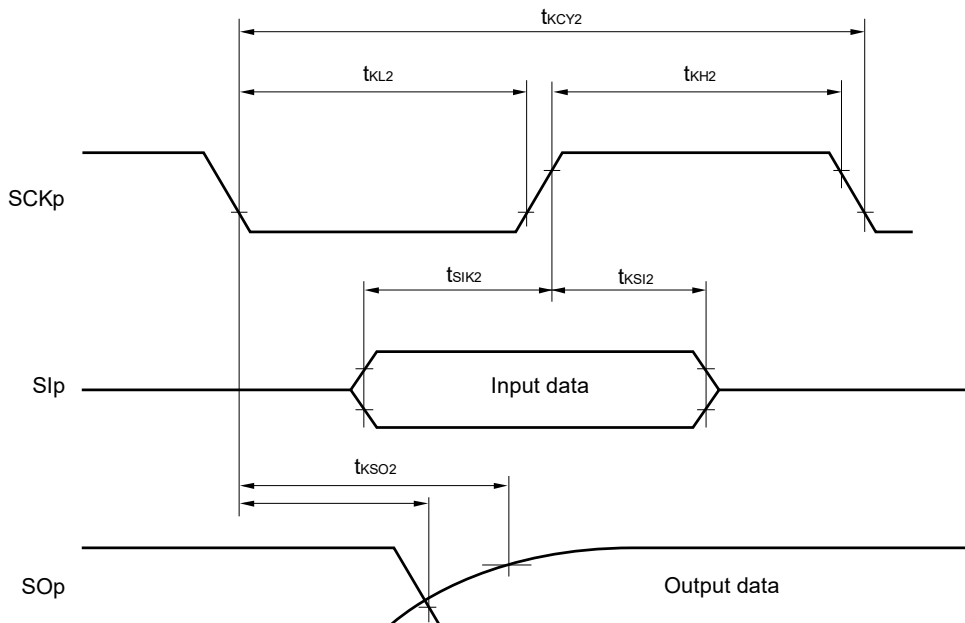 tKCY2
tKL2
tKH2
SCKp
tSIK2
tKSI2
SIp
Input data
tKSO2
SOp
Output data